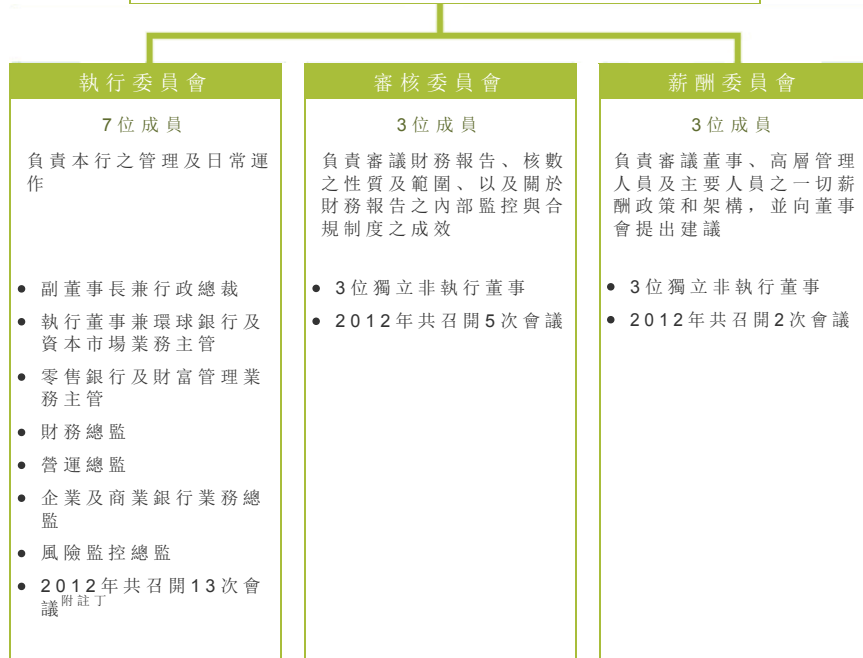 執行委員會
7位成員
負責本行之管理及日常運
作
• 副董事長兼行政總裁
• 執行董事兼環球銀行及
資本市場業務主管
• 零售銀行及財富管理業
務主管
• 財務總監
• 營運總監
• 企業及商業銀行業務總
監
• 風險監控總監
• 2012年共召開13次會
議附註丁
審核委員會
3位成員
負責審議財務報告、核數
之性質及範圍、以及關於
財務報告之內部監控與合
規制度之成效
• 3位獨立非執行董事
• 2012年共召開5次會議
薪酬委員會
3位成員
負責審議董事、高層管理
人員及主要人員之一切薪
酬政策和架構，並向董事
會提出建議
• 3位獨立非執行董事
• 2012年共召開2次會議